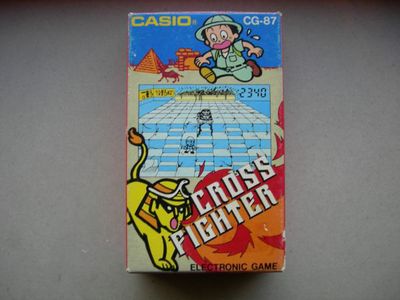 CASIO
CG-87
2340
CROSS
FIGHTER
ELECTRONIC GAME